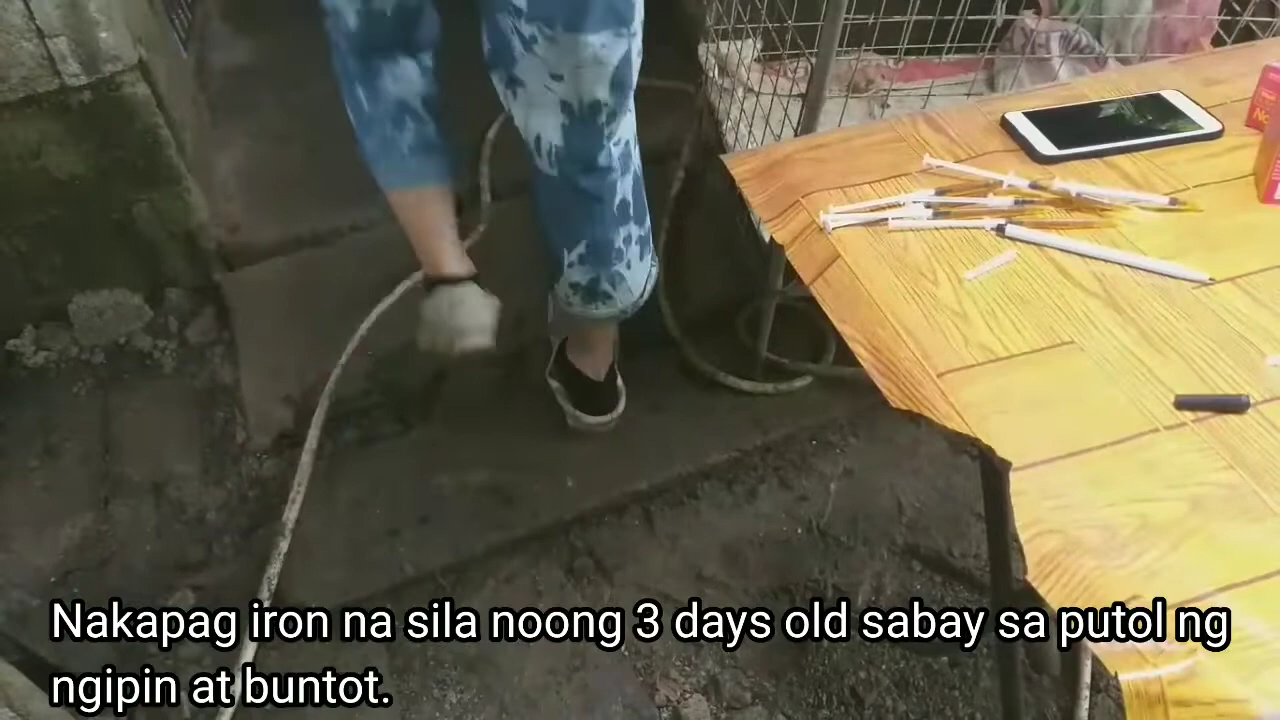 Nakapag iron na sila noong 3 days old sabay sa putol ng
ngipin at buntot.